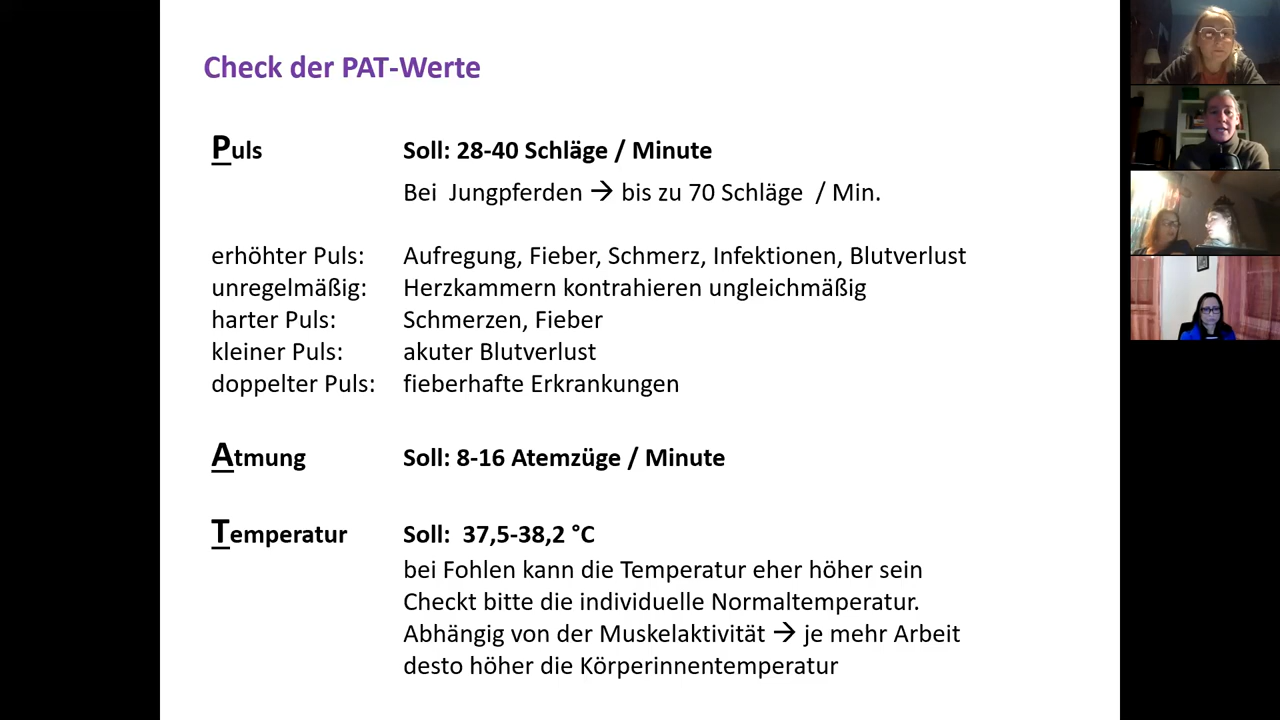 Check der PAT-Werte
Puls Soll: 28-40 Schläge / Minute
Bei Jungpferden → bis zu 70 Schläge / Min.
erhöhter Puls: Aufregung, Fieber, Schmerz, Infektionen, Blutverlust
unregelmäßig: Herzkammern kontrahieren ungleichmäßig
harter Puls: Schmerzen, Fieber
kleiner Puls: akuter Blutverlust
doppelter Puls: fieberhafte Erkrankungen
Atmung Soll: 8-16 Atemzüge / Minute
Temperatur Soll: 37,5-38,2 °C
bei Fohlen kann die Temperatur eher höher sein
Checkt bitte die individuelle Normaltemperatur.
Abhängig von der Muskelaktivität → je mehr Arbeit
desto höher die Körperinnentemperatur